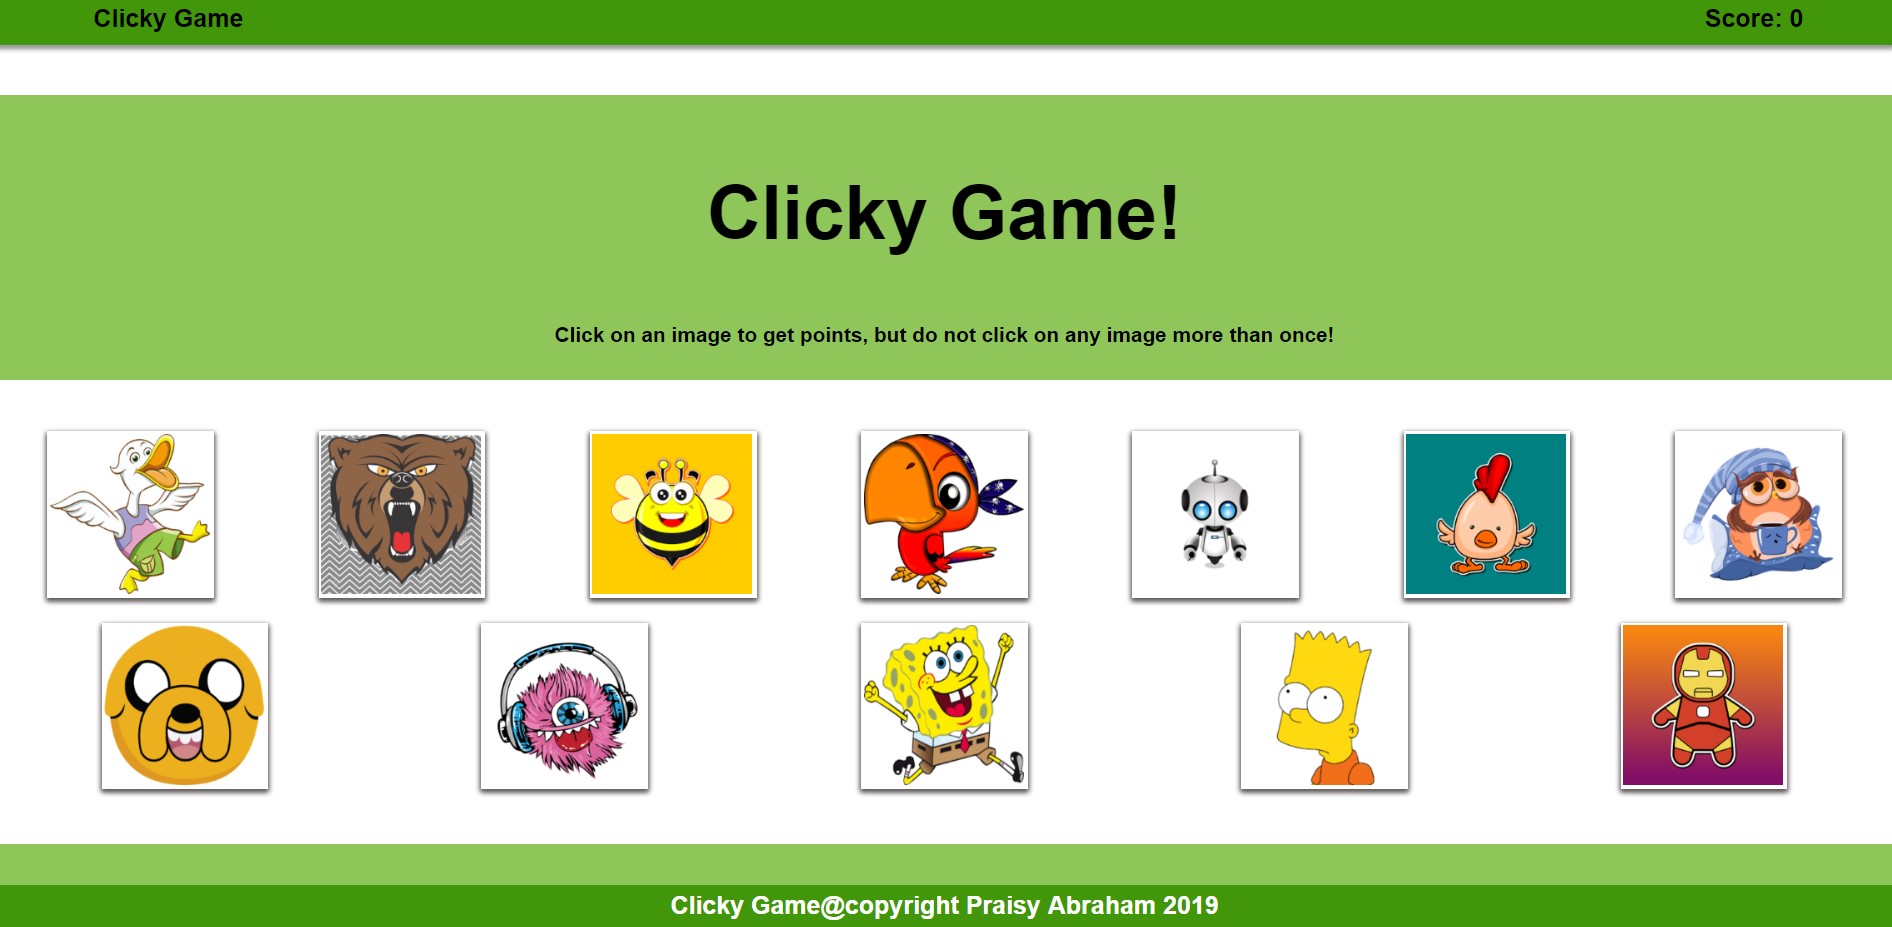 Clicky Game
Score: 0
Clicky Game!
Click on an image to get points, but do not click on any image more than once!
Clicky Game@copyright Praisy Abraham 2019